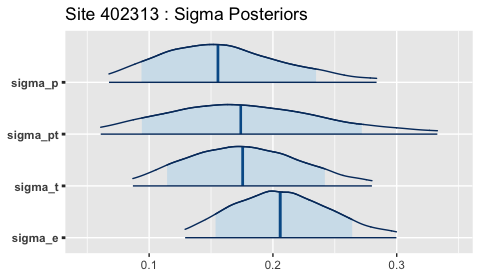 Site 402313 : Sigma Posteriors
sigma_p
sigma_pt
sigma_t
sigma_e
0.1 0.2 0.3